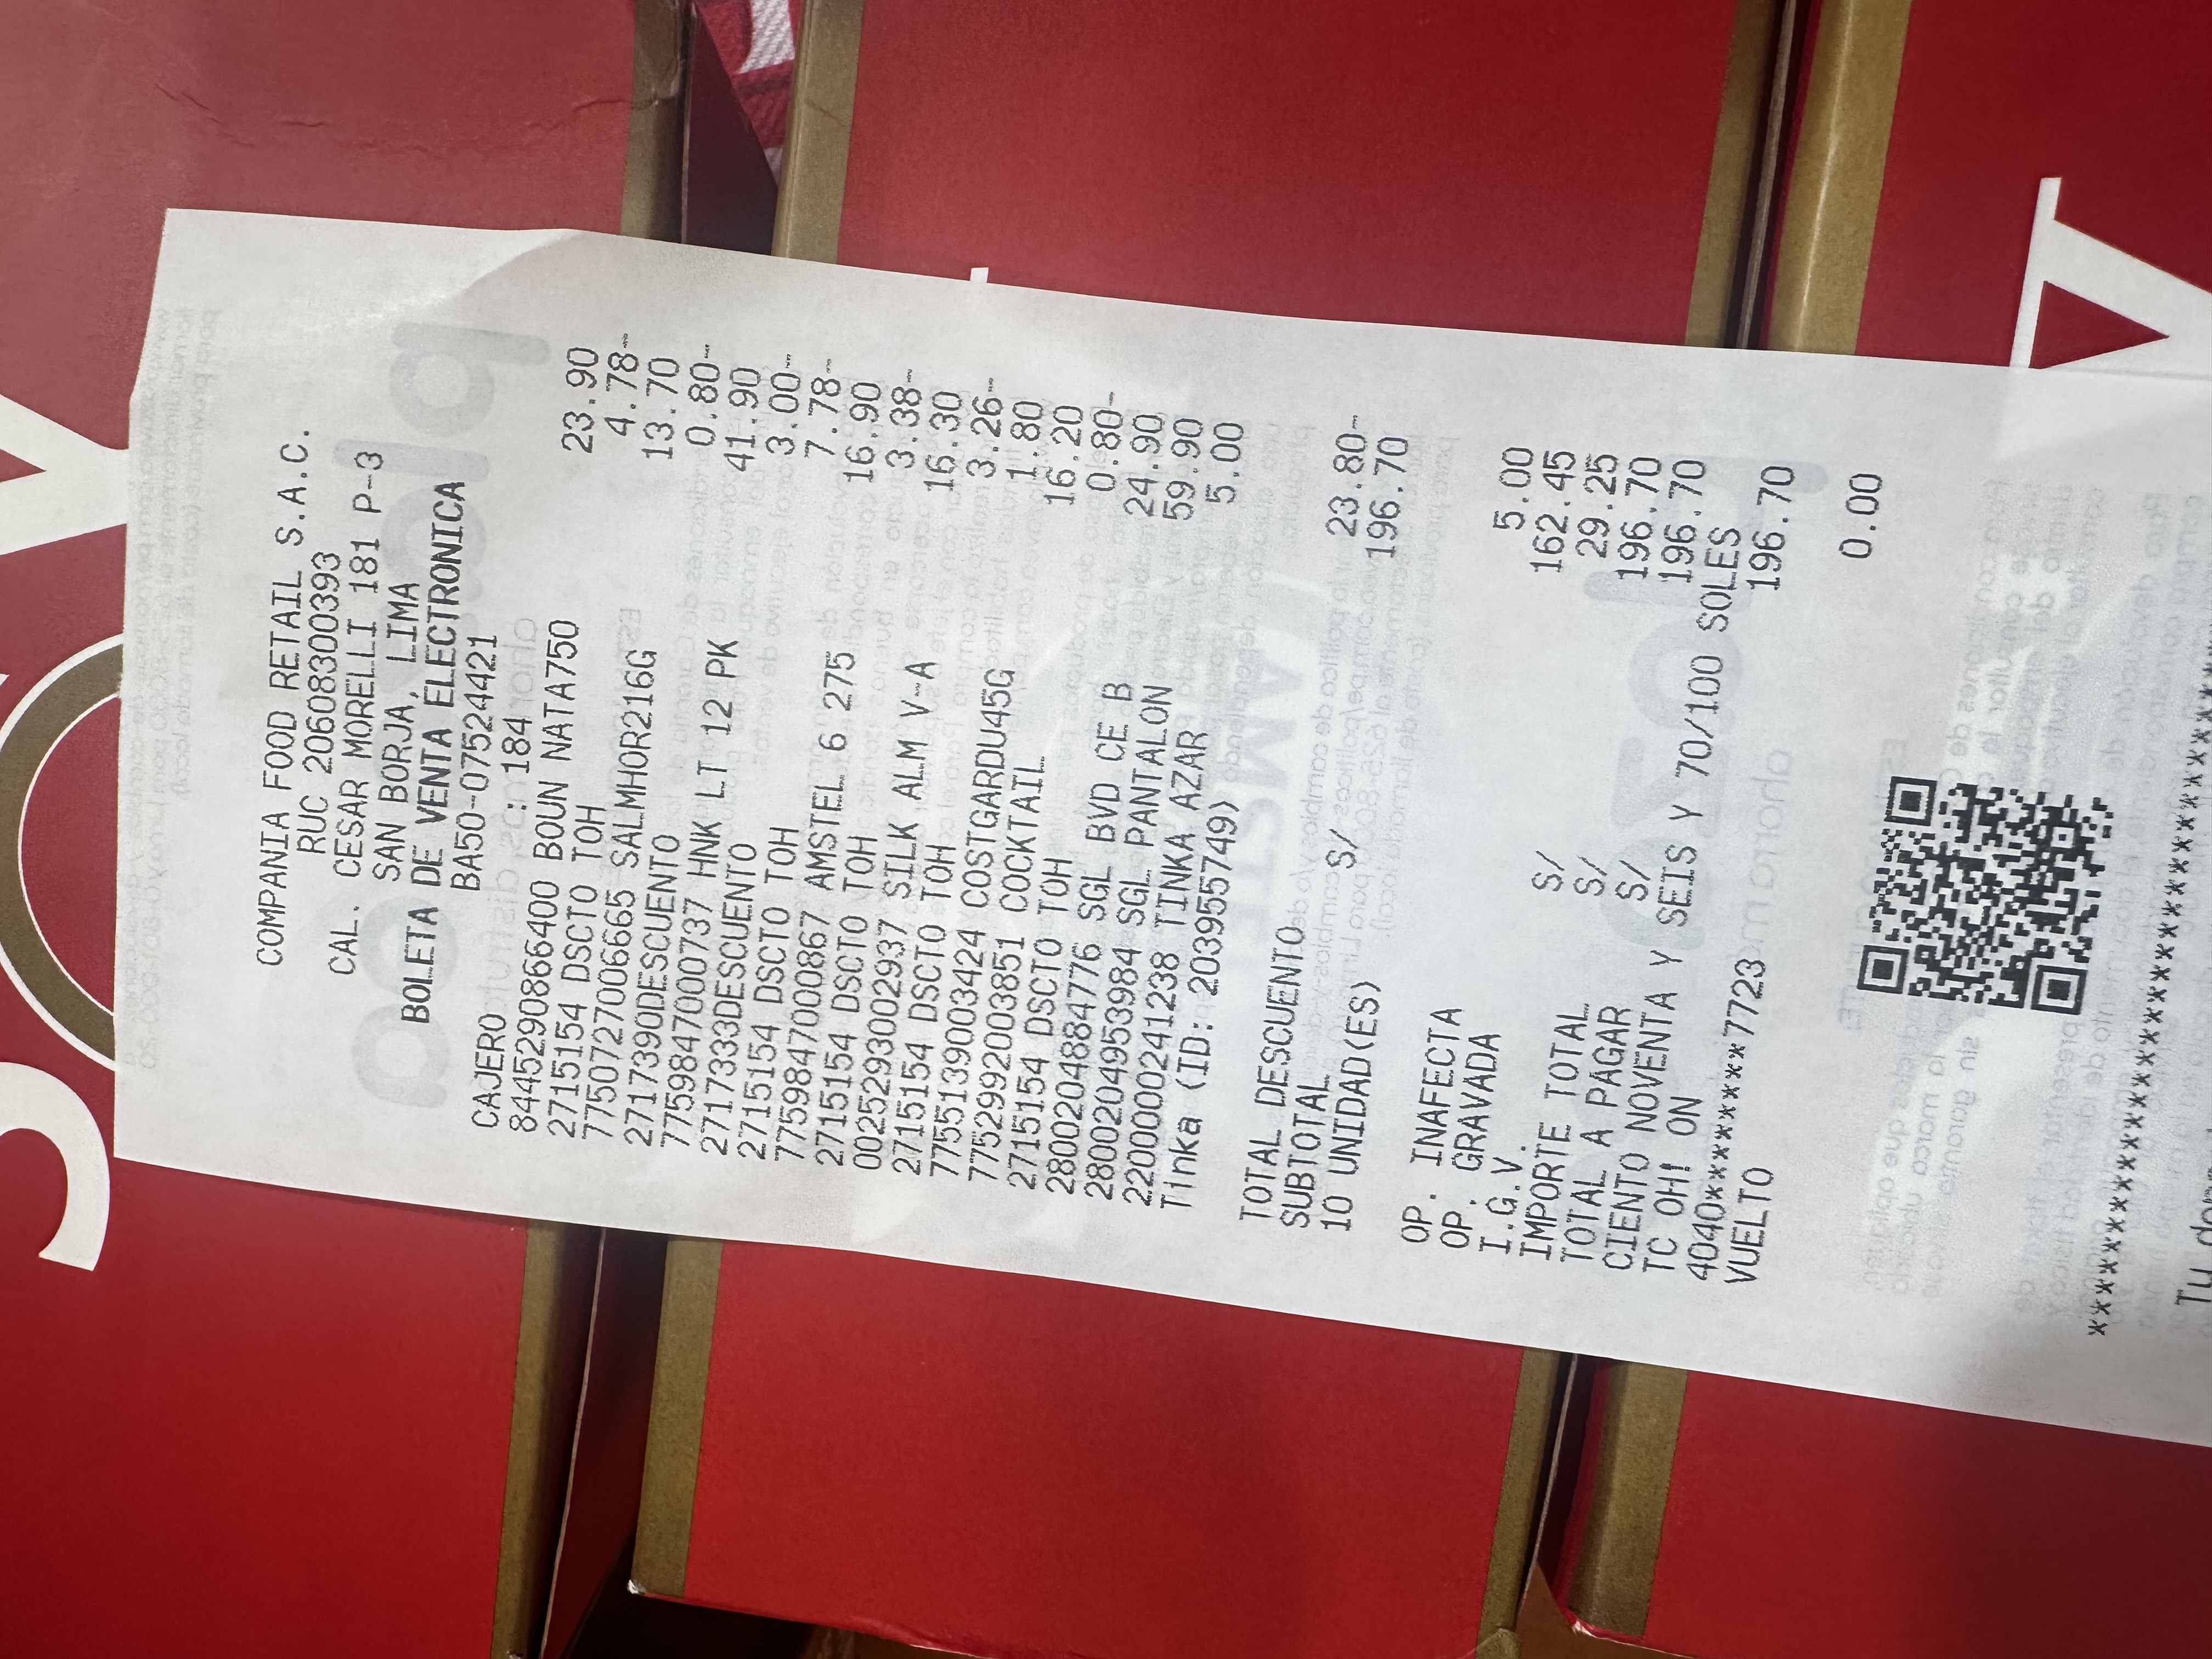 SOY
COMPANIA FOOD RETAIL S.A.C.
RUC 20608300393
CAL. CESAR MORELLI 181 P-3
SAN BORJA, LIMA
BOLETA DE VENTA ELECTRONICA
BA50-07524421
CAJERO : 184
8445290866400 BOUN NATA750 23.90
2715154 DSCTO TOH 4.78-
7750727006665 SALMHOR216G 13.70
2717390DESCUENTO 0.80-
7759847000737 HNK LT 12 PK 41.90
2717333DESCUENTO 3.00-
2715154 DSCTO TOH 7.78-
7759847000867 AMSTEL 6 275 16.90
2715154 DSCTO TOH 3.38-
0025293002937 SILK ALM V-A 16.30
2715154 DSCTO TOH 3.26-
7755139003424 COSTGARDU45G 1.80
7752992003851 COCKTAIL 16.20
2715154 DSCTO TOH 0.80-
2800204884776 SGL BVD CE B 24.90
2800204953984 SGL PANTALON 59.90
2200000241238 TINKA AZAR 5.00
Tinka (ID: 203955749)
TOTAL DESCUENTO 23.80-
SUBTOTAL S/ 196.70
10 UNIDAD(ES)
OP. INAFECTA 5.00
OP. GRAVADA S/ 162.45
I.G.V. S/ 29.25
IMPORTE TOTAL S/ 196.70
TOTAL A PAGAR 196.70
CIENTO NOVENTA Y SEIS Y 70/100 SOLES
TC OH! ON 196.70
4040********7723
VUELTO 0.00
********************************
Tu